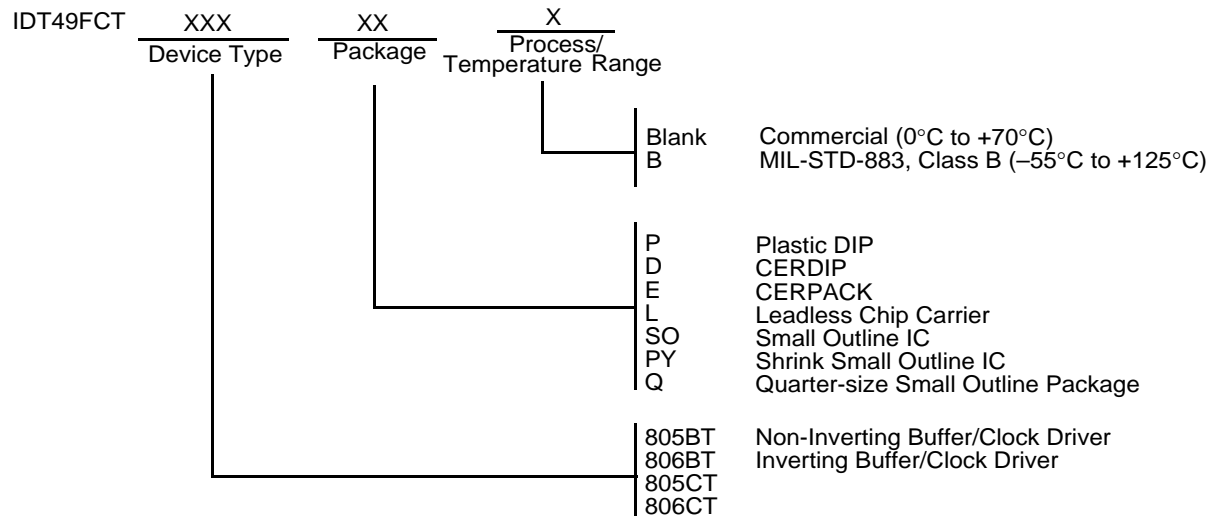 IDT49FCT XXX XX X
Device Type Package Process/
Temperature Range
Blank Commercial (0°C to +70°C)
B MIL-STD-883, Class B (–55°C to +125°C)
P Plastic DIP
D CERDIP
E CERPACK
L Leadless Chip Carrier
SO Small Outline IC
PY Shrink Small Outline IC
Q Quarter-size Small Outline Package
805BT Non-Inverting Buffer/Clock Driver
806BT Inverting Buffer/Clock Driver
805CT
806CT